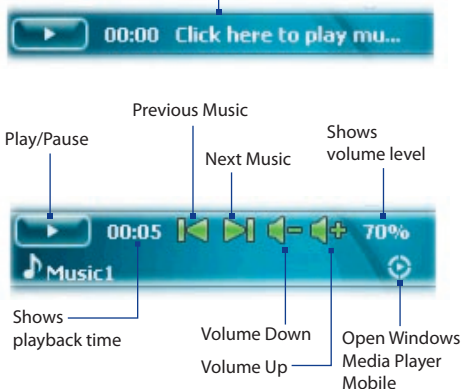 00:00 Click here to play mu...
Previous Music
Play/Pause
Next Music
Shows
volume level
00:05 70%
Music1
Shows
playback time
Volume Down
Volume Up
Open Windows
Media Player
Mobile